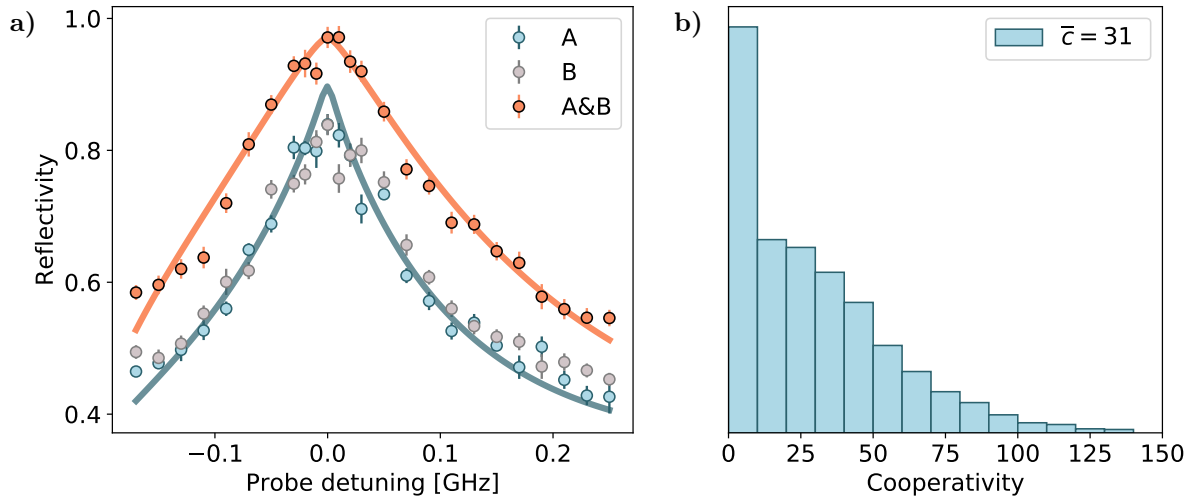 a)
1.0
0.8
0.6
0.4
Reflectivity
A
B
A&B
−0.1
0.0
0.1
0.2
Probe detuning [GHz]
b)
c̅ = 31
0
25
50
75
100
125
150
Cooperativity